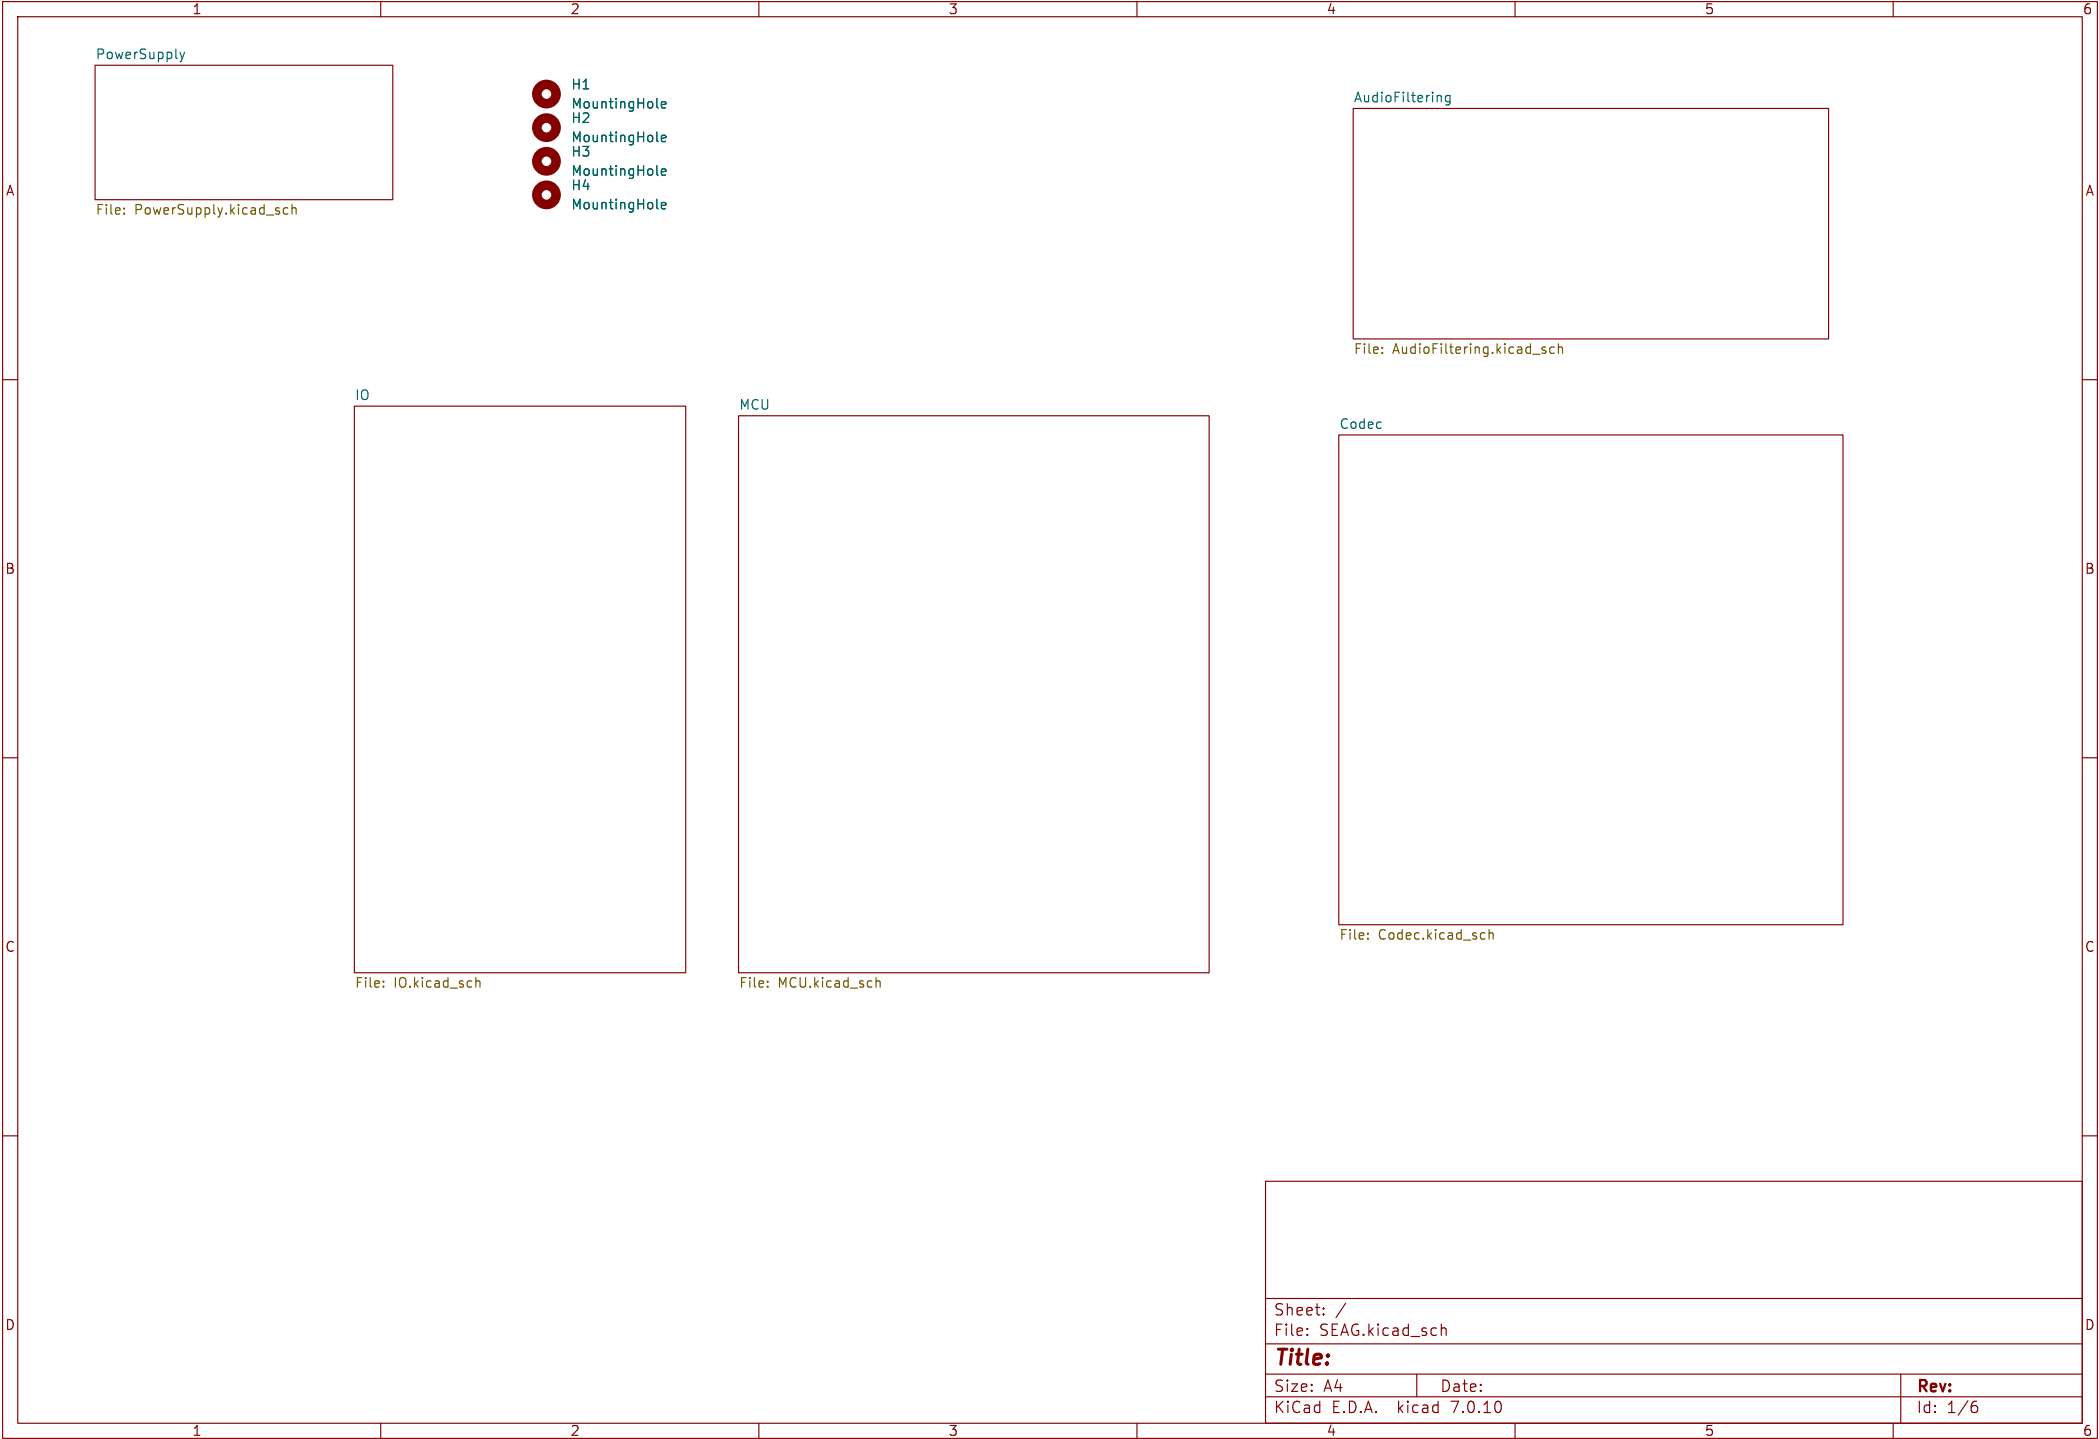 1 2 3 4 5 6
PowerSupply
File: PowerSupply.kicad_sch
H1
MountingHole
H2
MountingHole
H3
MountingHole
H4
MountingHole
AudioFiltering
File: AudioFiltering.kicad_sch
A A
IO
File: IO.kicad_sch
MCU
File: MCU.kicad_sch
Codec
File: Codec.kicad_sch
B B
C C
D D
Sheet: /
File: SEAG.kicad_sch
Title:
Size: A4 Date: Rev:
KiCad E.D.A. kicad 7.0.10 Id: 1/6
1 2 3 4 5 6